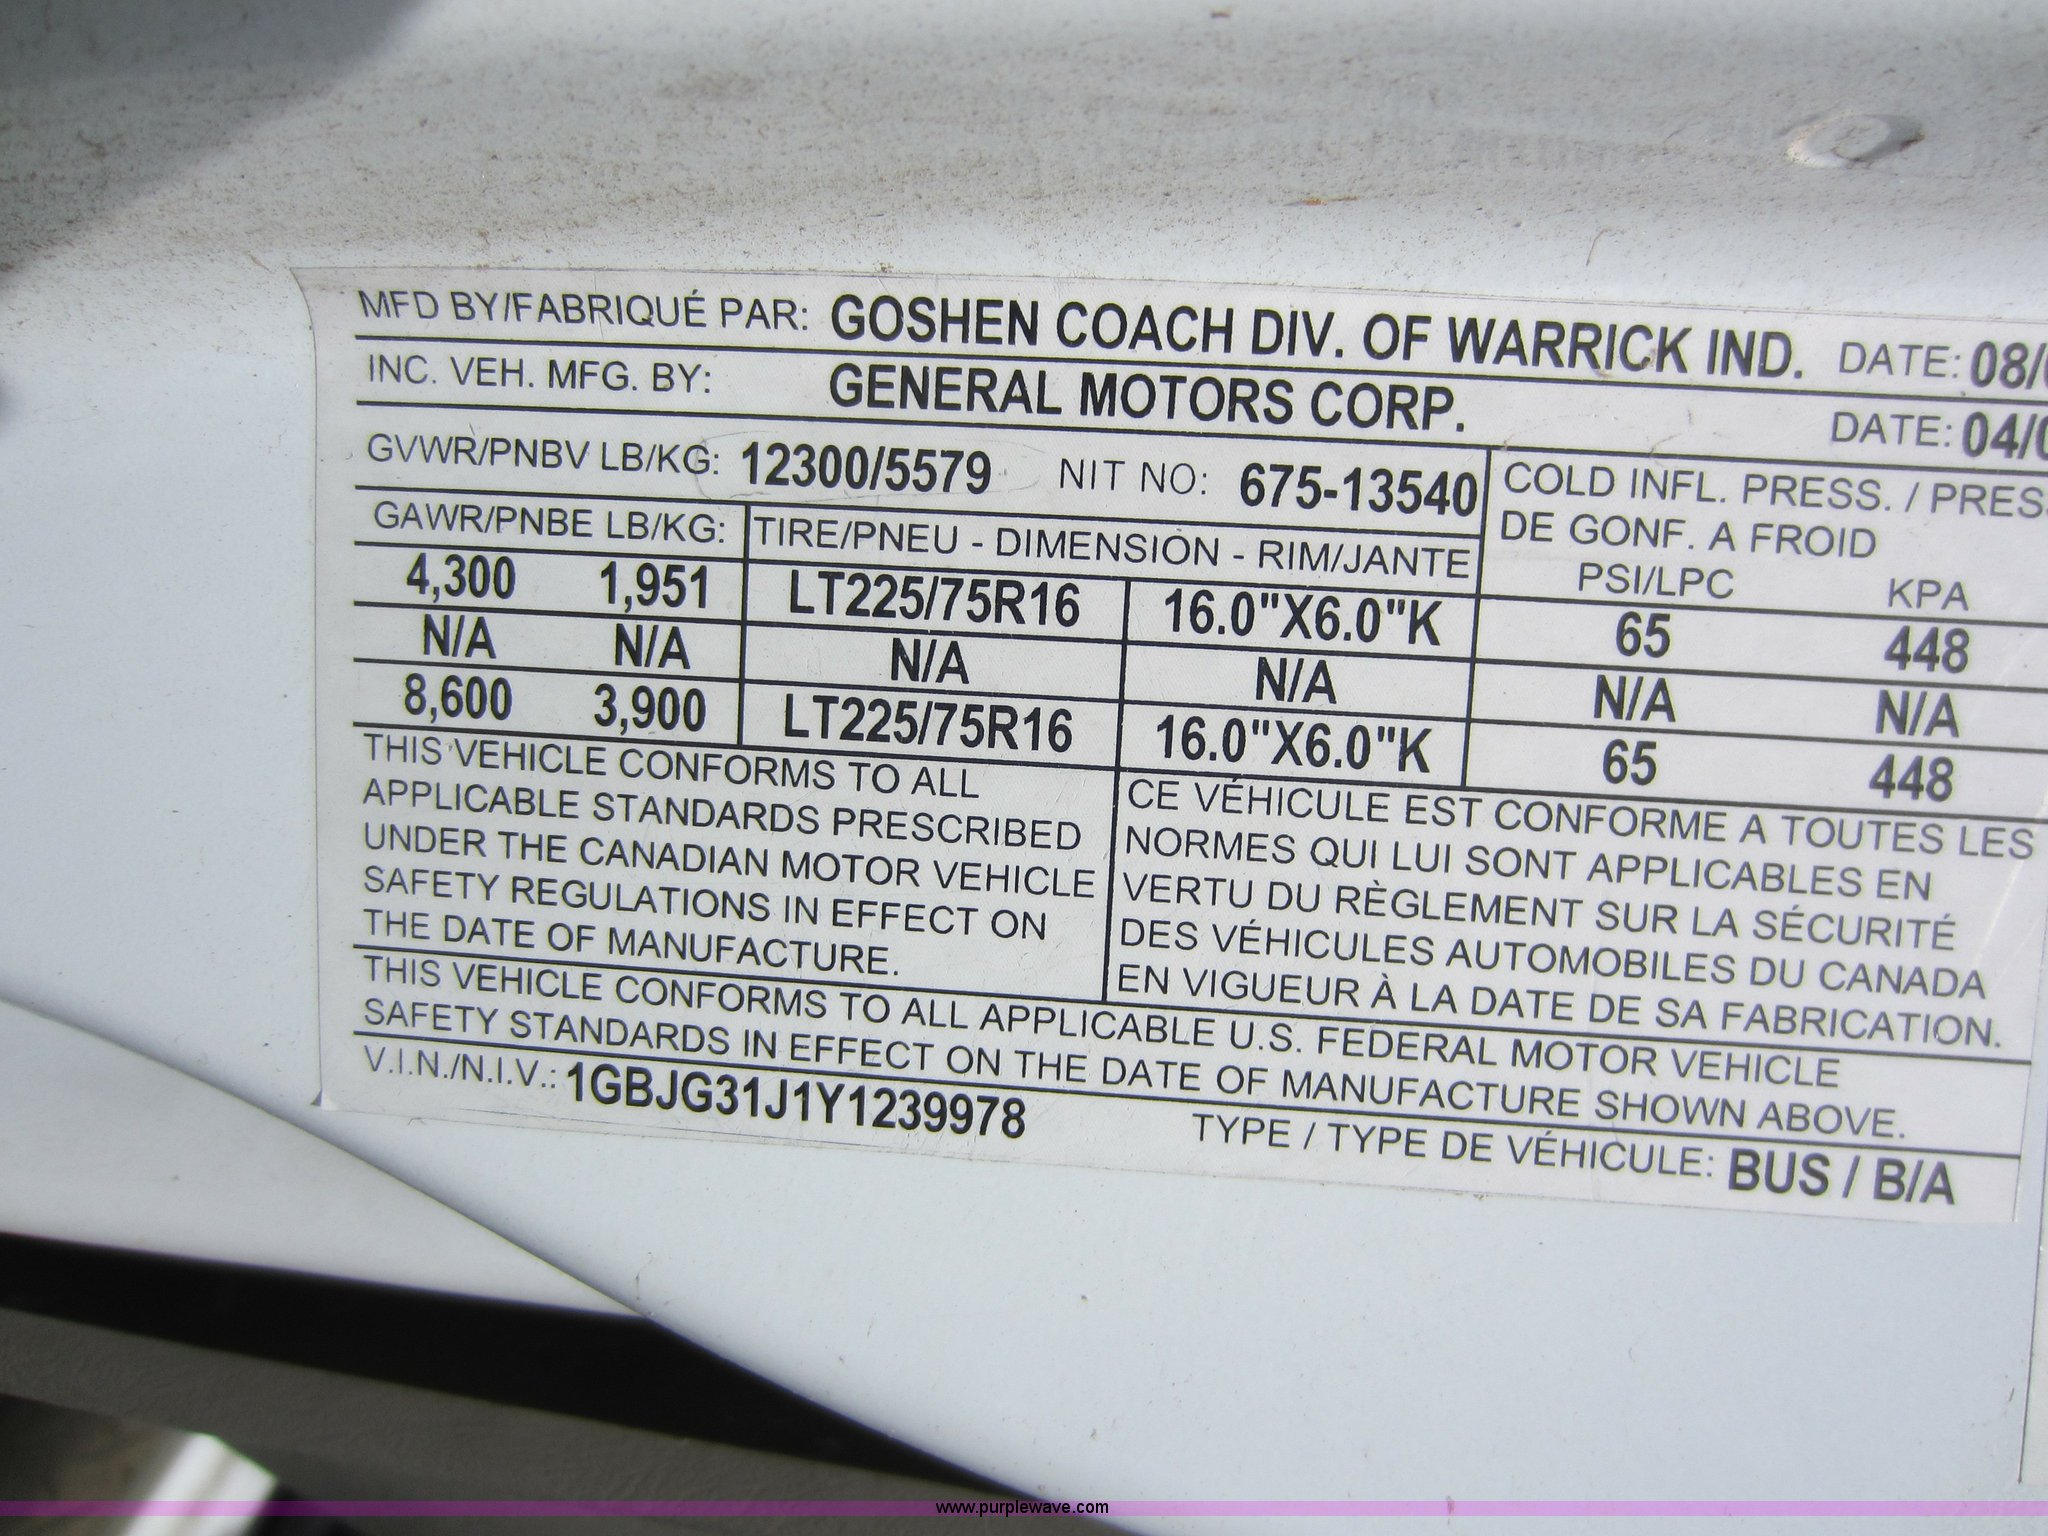 MFD BY/FABRIQUÉ PAR: GOSHEN COACH DIV. OF WARRICK IND. DATE: 08/0
INC. VEH. MFG. BY: GENERAL MOTORS CORP. DATE: 04/0
GVWR/PNBV LB/KG: 12300/5579 NIT NO: 675-13540
COLD INFL. PRESS. / PRESS.
DE GONF. A FROID
PSI/LPC KPA
GAWR/PNBE LB/KG: TIRE/PNEU - DIMENSION - RIM/JANTE
4,300 1,951 LT225/75R16 16.0"X6.0"K 65 448
N/A N/A N/A N/A N/A N/A
8,600 3,900 LT225/75R16 16.0"X6.0"K 65 448
THIS VEHICLE CONFORMS TO ALL
APPLICABLE STANDARDS PRESCRIBED
UNDER THE CANADIAN MOTOR VEHICLE
SAFETY REGULATIONS IN EFFECT ON
THE DATE OF MANUFACTURE.
CE VÉHICULE EST CONFORME A TOUTES LES
NORMES QUI LUI SONT APPLICABLES EN
VERTU DU RÈGLEMENT SUR LA SÉCURITÉ
DES VÉHICULES AUTOMOBILES DU CANADA
EN VIGUEUR À LA DATE DE SA FABRICATION.
THIS VEHICLE CONFORMS TO ALL APPLICABLE U.S. FEDERAL MOTOR VEHICLE
SAFETY STANDARDS IN EFFECT ON THE DATE OF MANUFACTURE SHOWN ABOVE.
V.I.N./N.I.V.: 1GBJG31J1Y1239978 TYPE / TYPE DE VÉHICULE: BUS / B/A
www.purplewave.com